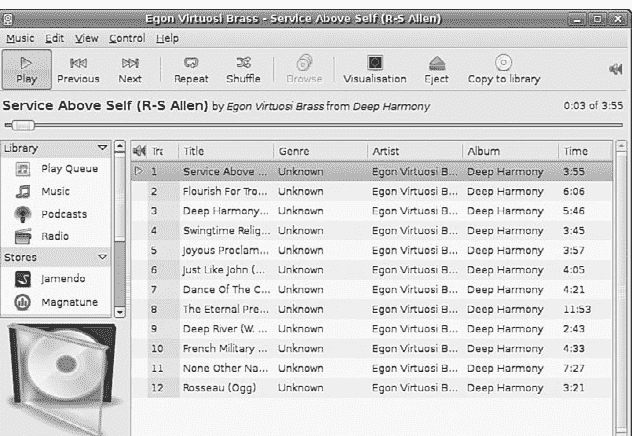 Egon Virtuosi Brass - Service Above Self (R-S Allen)
Music Edit View Control Help
Play Previous Next Repeat Shuffle Browse Visualisation Eject Copy to library
Service Above Self (R-S Allen) by Egon Virtuosi Brass from Deep Harmony 0:03 of 3:55
Library
Play Queue
Music
Podcasts
Radio
Stores
Jamendo
Magnatune
Title Genre Artist Album Time
1 Service Above ... Unknown Egon Virtuosi B... Deep Harmony 3:55
2 Flourish For Tro... Unknown Egon Virtuosi B... Deep Harmony 6:06
3 Deep Harmony... Unknown Egon Virtuosi B... Deep Harmony 5:46
4 Swingtime Relig... Unknown Egon Virtuosi B... Deep Harmony 3:45
5 Joyous Proclam... Unknown Egon Virtuosi B... Deep Harmony 3:57
6 Just Like John (... Unknown Egon Virtuosi B... Deep Harmony 4:05
7 Dance Of The C... Unknown Egon Virtuosi B... Deep Harmony 4:21
8 The Eternal Pre... Unknown Egon Virtuosi B... Deep Harmony 11:53
9 Deep River (W. ... Unknown Egon Virtuosi B... Deep Harmony 2:43
10 French Military ... Unknown Egon Virtuosi B... Deep Harmony 4:33
11 None Other Na... Unknown Egon Virtuosi B... Deep Harmony 7:27
12 Rosseau (Ogg) Unknown Egon Virtuosi B... Deep Harmony 3:21